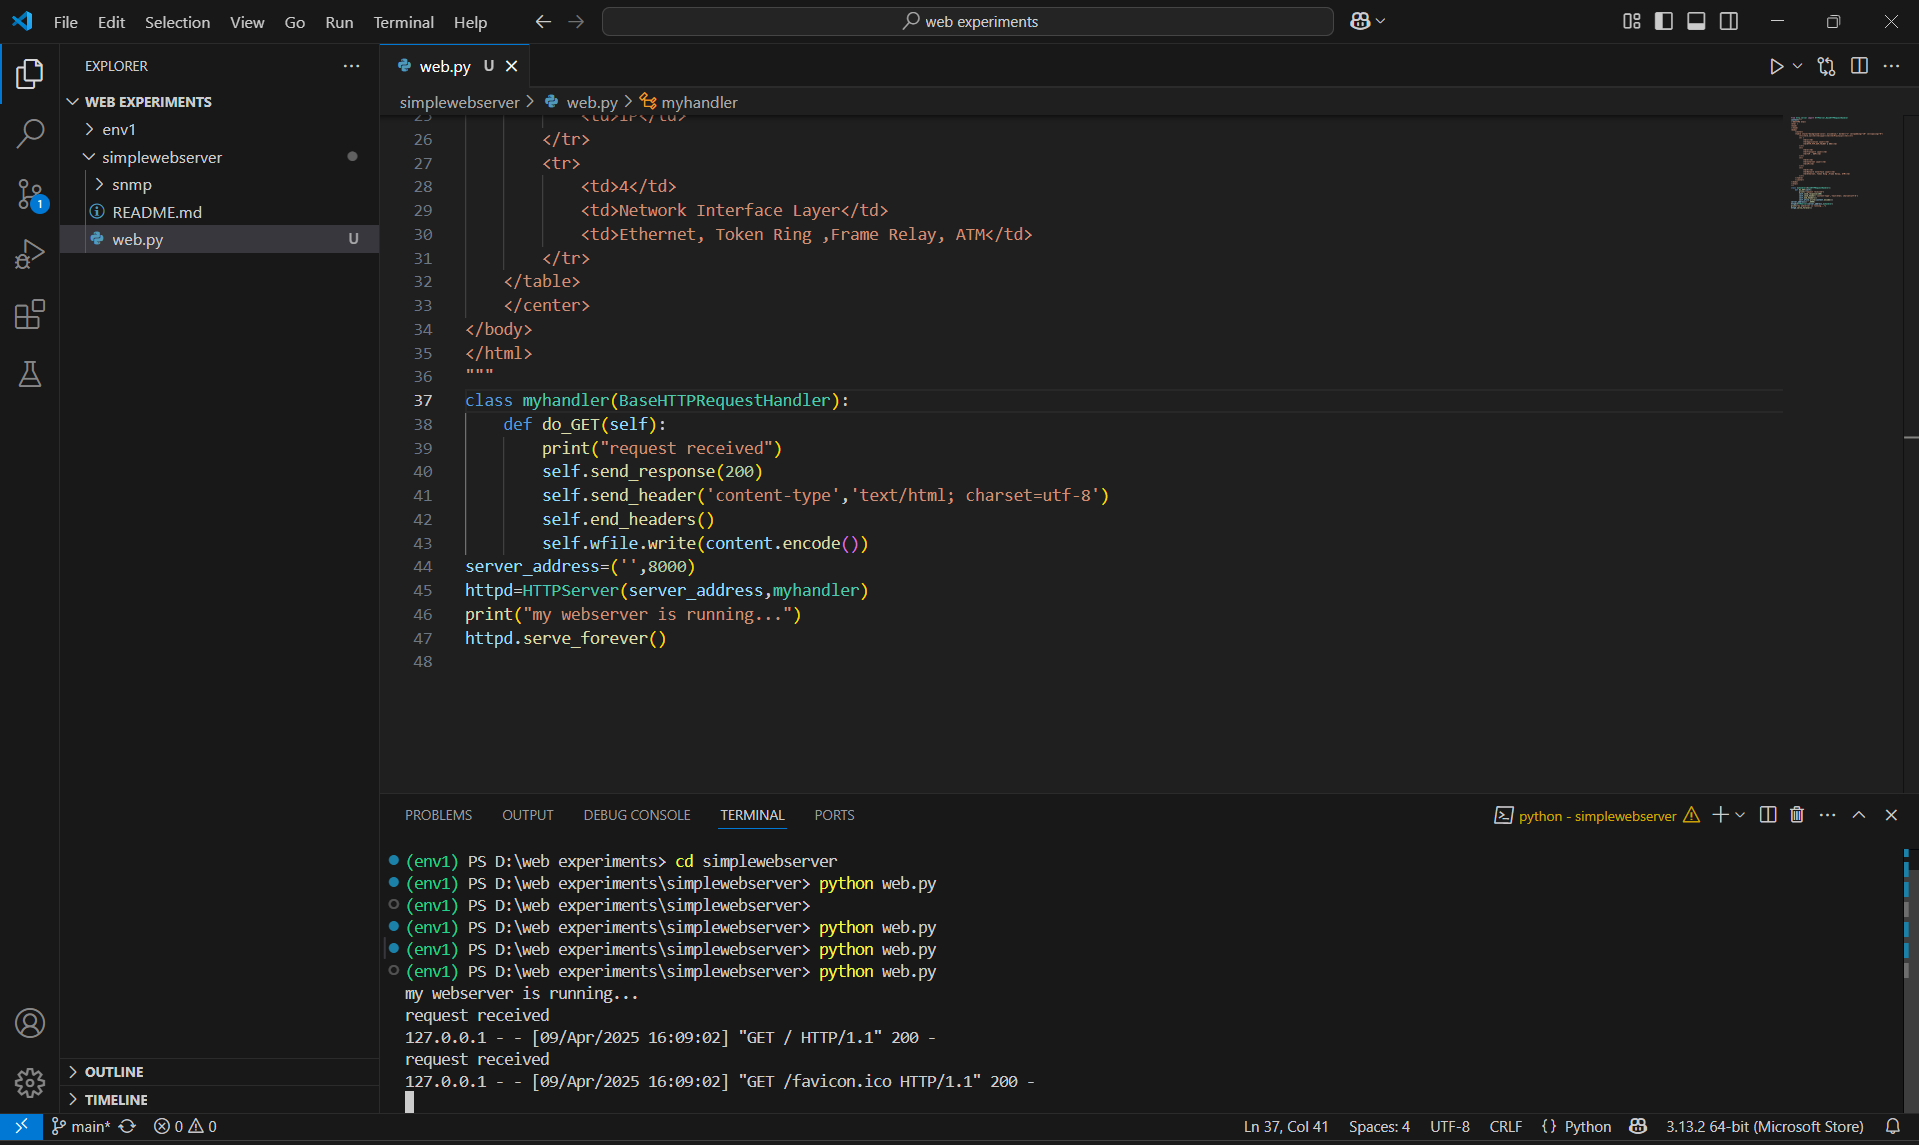 File Edit Selection View Go Run Terminal Help
web experiments
EXPLORER
WEB EXPERIMENTS
env1
simplewebserver
snmp
README.md
web.py U
1
web.py U
simplewebserver > web.py > myhandler
25 <td>IP</td>
26 </tr>
27 <tr>
28 <td>4</td>
29 <td>Network Interface Layer</td>
30 <td>Ethernet, Token Ring ,Frame Relay, ATM</td>
31 </tr>
32 </table>
33 </center>
34 </body>
35 </html>
36 """
37 class myhandler(BaseHTTPRequestHandler):
38 def do_GET(self):
39 print("request received")
40 self.send_response(200)
41 self.send_header('content-type','text/html; charset=utf-8')
42 self.end_headers()
43 self.wfile.write(content.encode())
44 server_address=('',8000)
45 httpd=HTTPServer(server_address,myhandler)
46 print("my webserver is running...")
47 httpd.serve_forever()
48
PROBLEMS OUTPUT DEBUG CONSOLE TERMINAL PORTS
python - simplewebserver
(env1) PS D:\web experiments> cd simplewebserver
(env1) PS D:\web experiments\simplewebserver> python web.py
(env1) PS D:\web experiments\simplewebserver>
(env1) PS D:\web experiments\simplewebserver> python web.py
(env1) PS D:\web experiments\simplewebserver> python web.py
(env1) PS D:\web experiments\simplewebserver> python web.py
my webserver is running...
request received
127.0.0.1 - - [09/Apr/2025 16:09:02] "GET / HTTP/1.1" 200 -
request received
127.0.0.1 - - [09/Apr/2025 16:09:02] "GET /favicon.ico HTTP/1.1" 200 -
OUTLINE
TIMELINE
main* 0 0
Ln 37, Col 41 Spaces: 4 UTF-8 CRLF {} Python 3.13.2 64-bit (Microsoft Store)